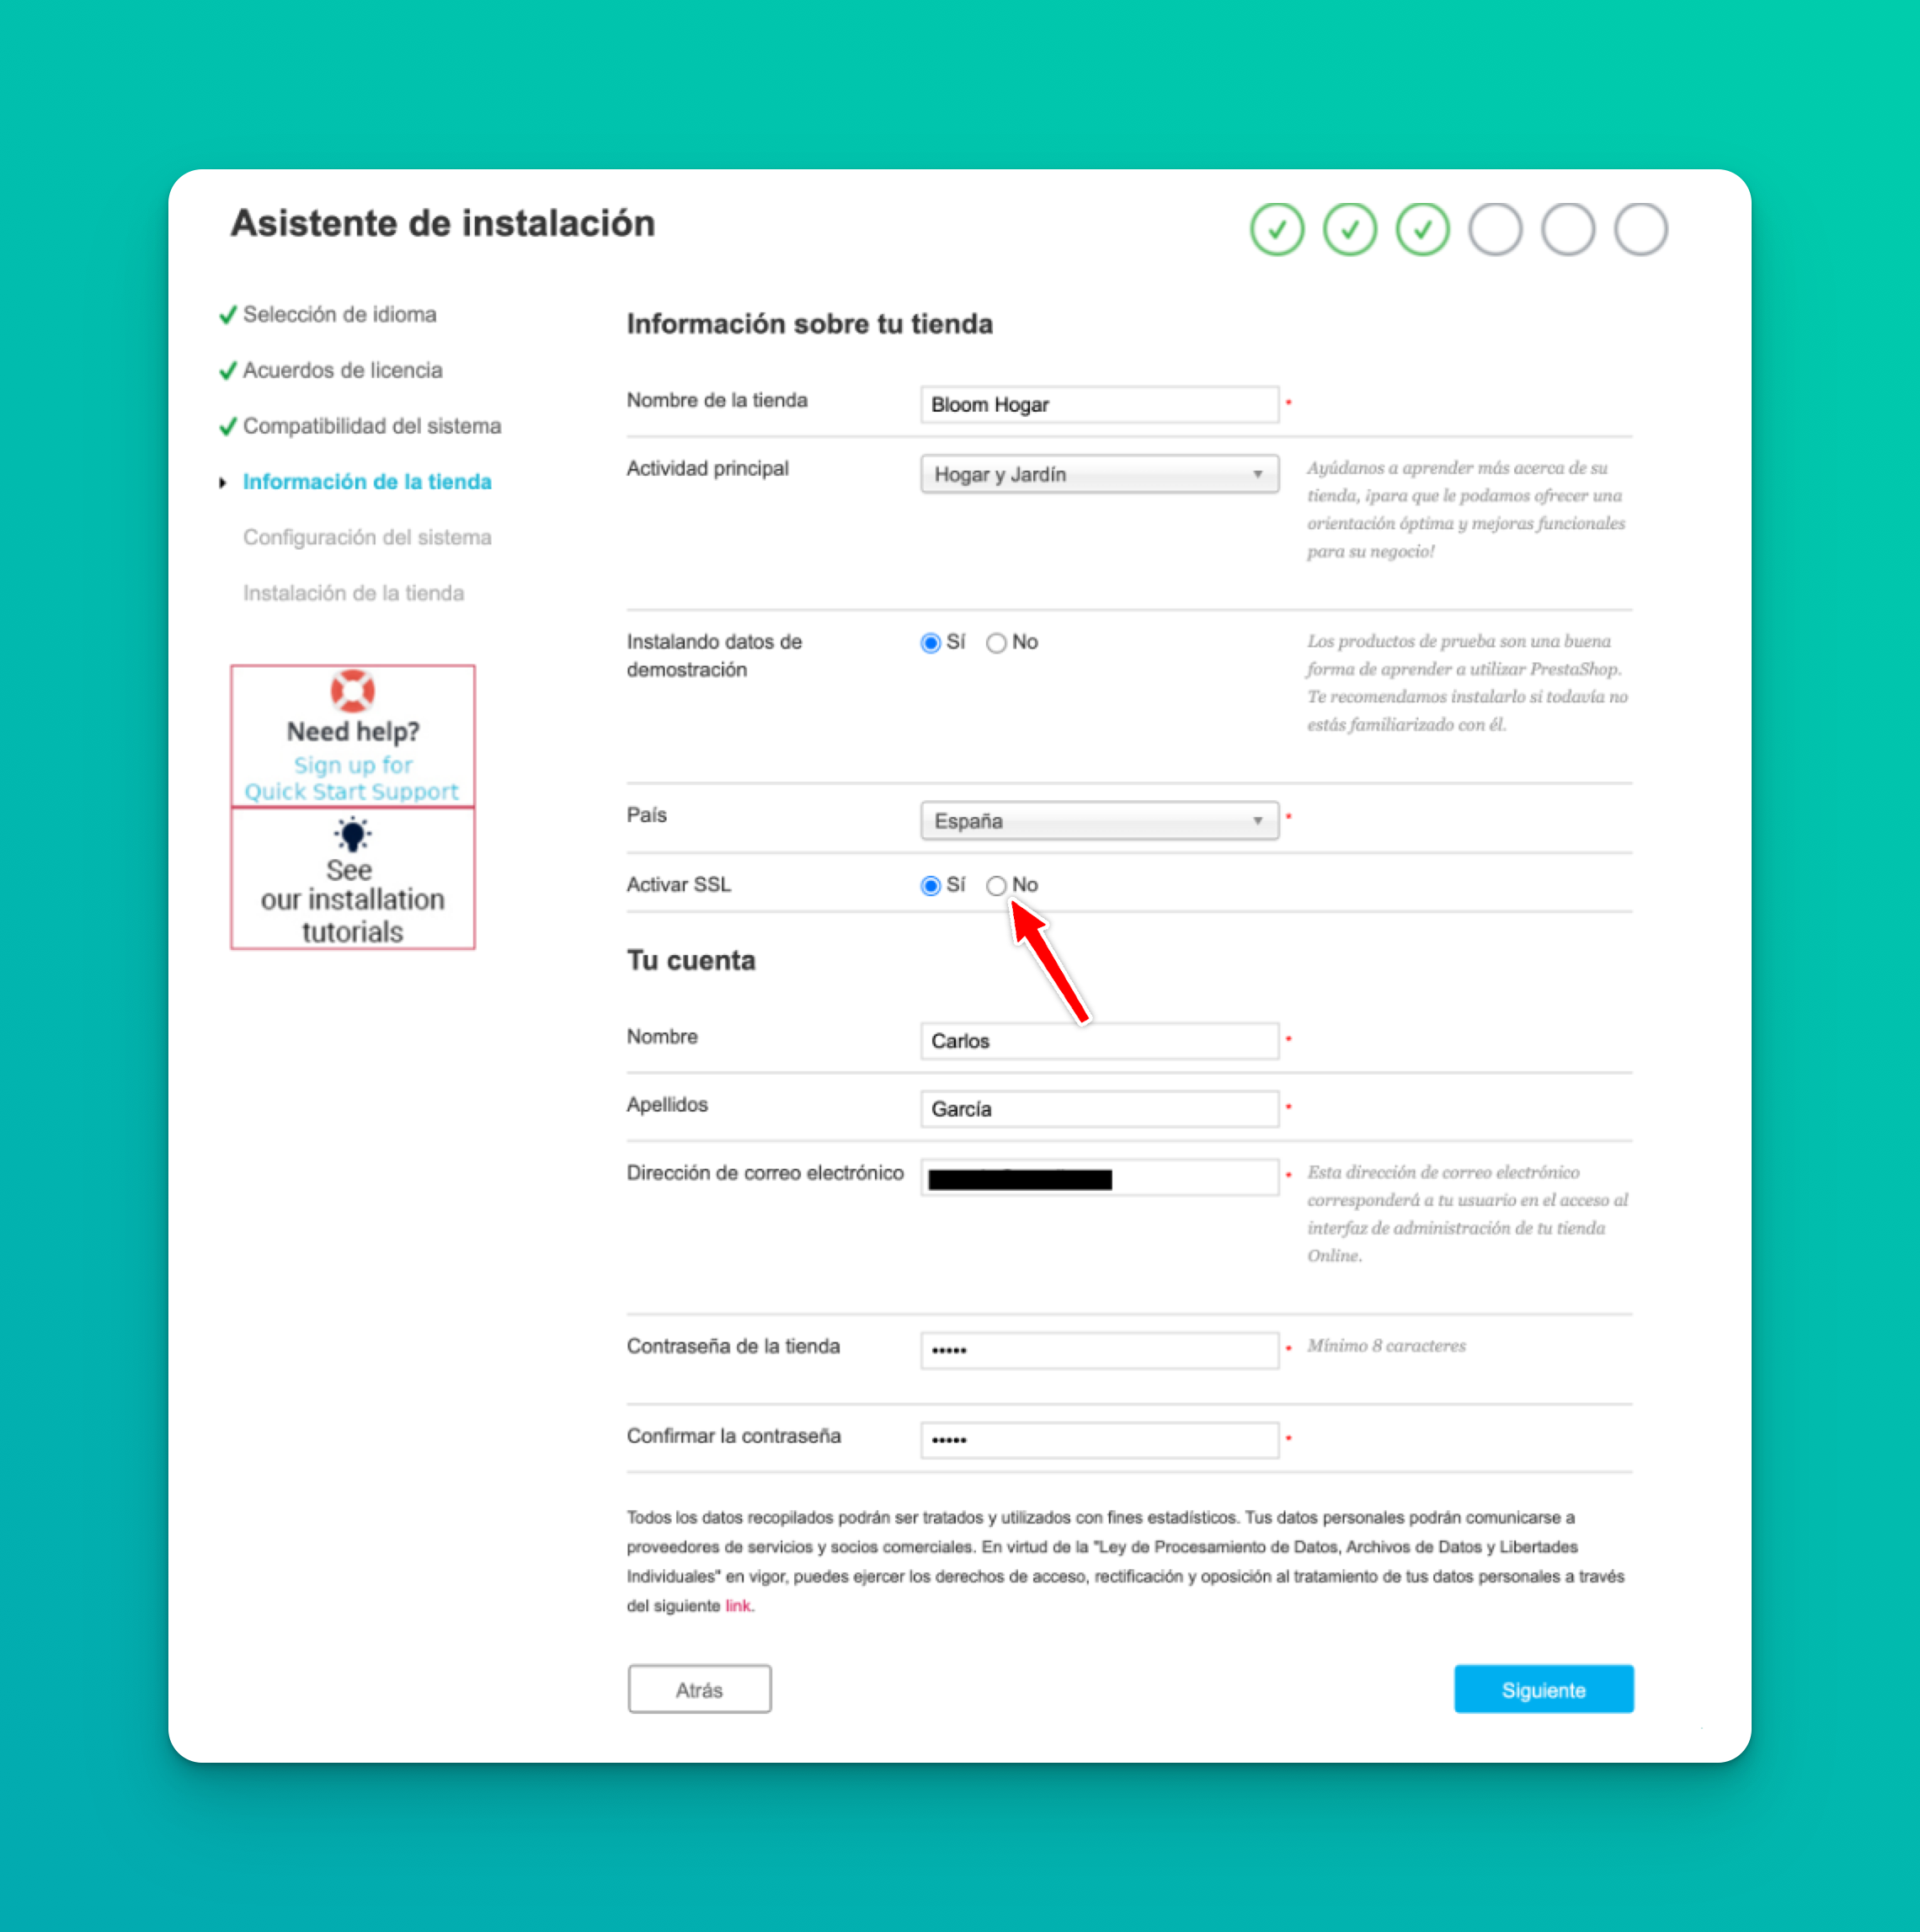 Asistente de instalación
Selección de idioma
Acuerdos de licencia
Compatibilidad del sistema
Información de la tienda
Configuración del sistema
Instalación de la tienda
Need help?
Sign up for
Quick Start Support
See
our installation
tutorials
Información sobre tu tienda
Nombre de la tienda
Bloom Hogar
*
Actividad principal
Hogar y Jardín
Ayúdanos a aprender más acerca de su
tienda, ¡para que le podamos ofrecer una
orientación óptima y mejoras funcionales
para su negocio!
Instalando datos de
demostración
Sí No
Los productos de prueba son una buena
forma de aprender a utilizar PrestaShop.
Te recomendamos instalarlo si todavía no
estás familiarizado con él.
País
España
*
Activar SSL
Sí No
Tu cuenta
Nombre
Carlos
*
Apellidos
García
*
Dirección de correo electrónico
*
Esta dirección de correo electrónico
corresponderá a tu usuario en el acceso al
interfaz de administración de tu tienda
Online.
Contraseña de la tienda
•••••
*
Mínimo 8 caracteres
Confirmar la contraseña
•••••
*
Todos los datos recopilados podrán ser tratados y utilizados con fines estadísticos. Tus datos personales podrán comunicarse a
proveedores de servicios y socios comerciales. En virtud de la "Ley de Procesamiento de Datos, Archivos de Datos y Libertades
Individuales" en vigor, puedes ejercer los derechos de acceso, rectificación y oposición al tratamiento de tus datos personales a través
del siguiente link.
Atrás
Siguiente